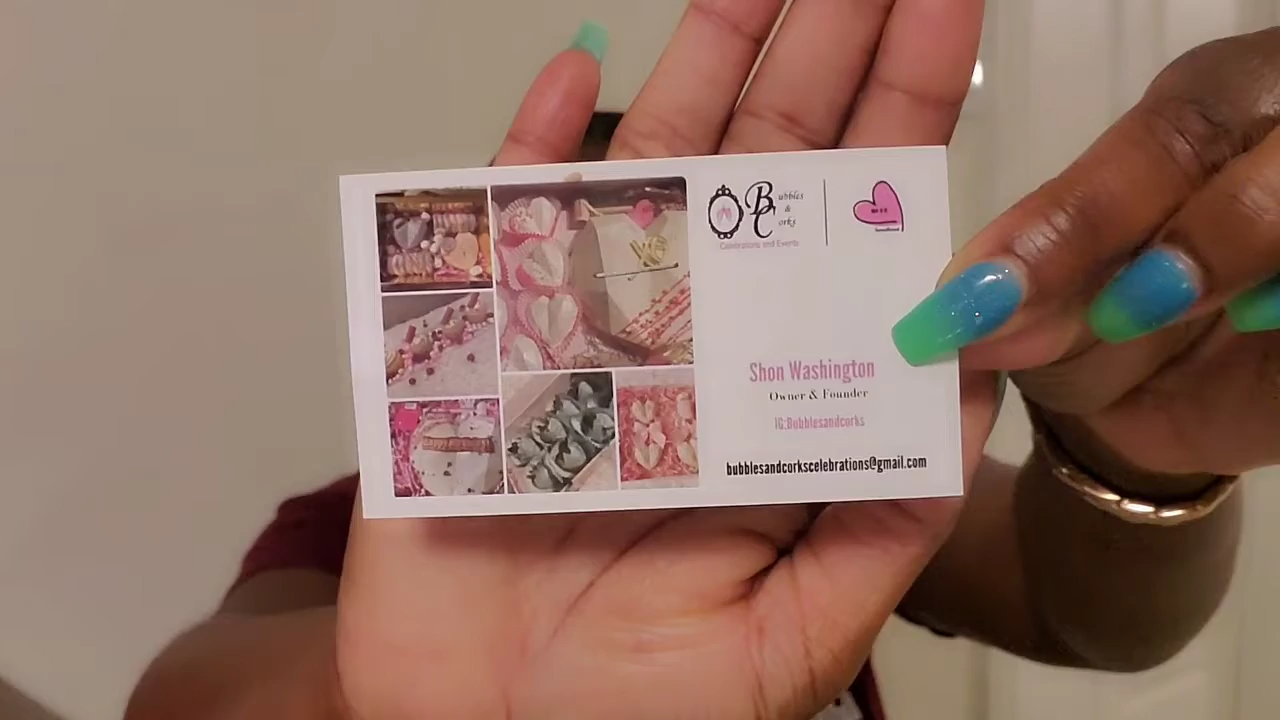 Bubbles
&
Corks
Celebrations and Events
Shon Washington
Owner & Founder
IG:Bubblesandcorks
bubblesandcorkscelebrations@gmail.com